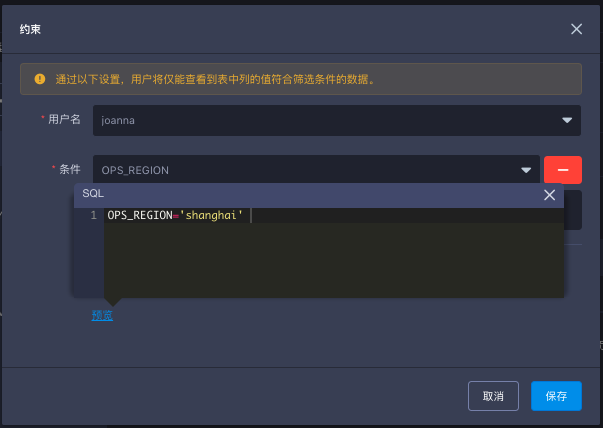 约束
通过以下设置，用户将仅能查看到表中列的值符合筛选条件的数据。
* 用户名
joanna
* 条件
OPS_REGION
SQL
1 OPS_REGION='shanghai'
预览
取消
保存